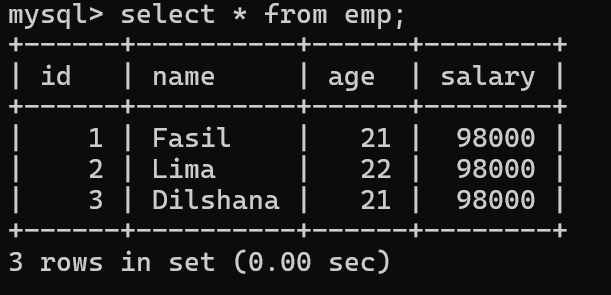 mysql> select * from emp;
+------+----------+------+--------+
| id   | name     | age  | salary |
+------+----------+------+--------+
|    1 | Fasil    |   21 |  98000 |
|    2 | Lima     |   22 |  98000 |
|    3 | Dilshana |   21 |  98000 |
+------+----------+------+--------+
3 rows in set (0.00 sec)